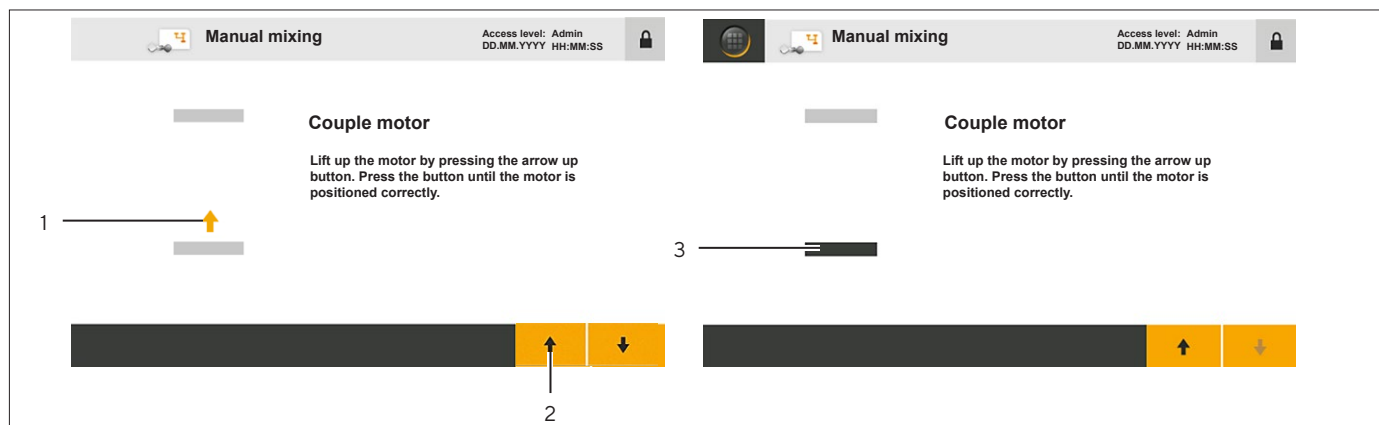 Manual mixing
Access level: Admin
DD.MM.YYYY HH:MM:SS
Couple motor
Lift up the motor by pressing the arrow up
button. Press the button until the motor is
positioned correctly.
1
2
Manual mixing
Access level: Admin
DD.MM.YYYY HH:MM:SS
Couple motor
Lift up the motor by pressing the arrow up
button. Press the button until the motor is
positioned correctly.
3